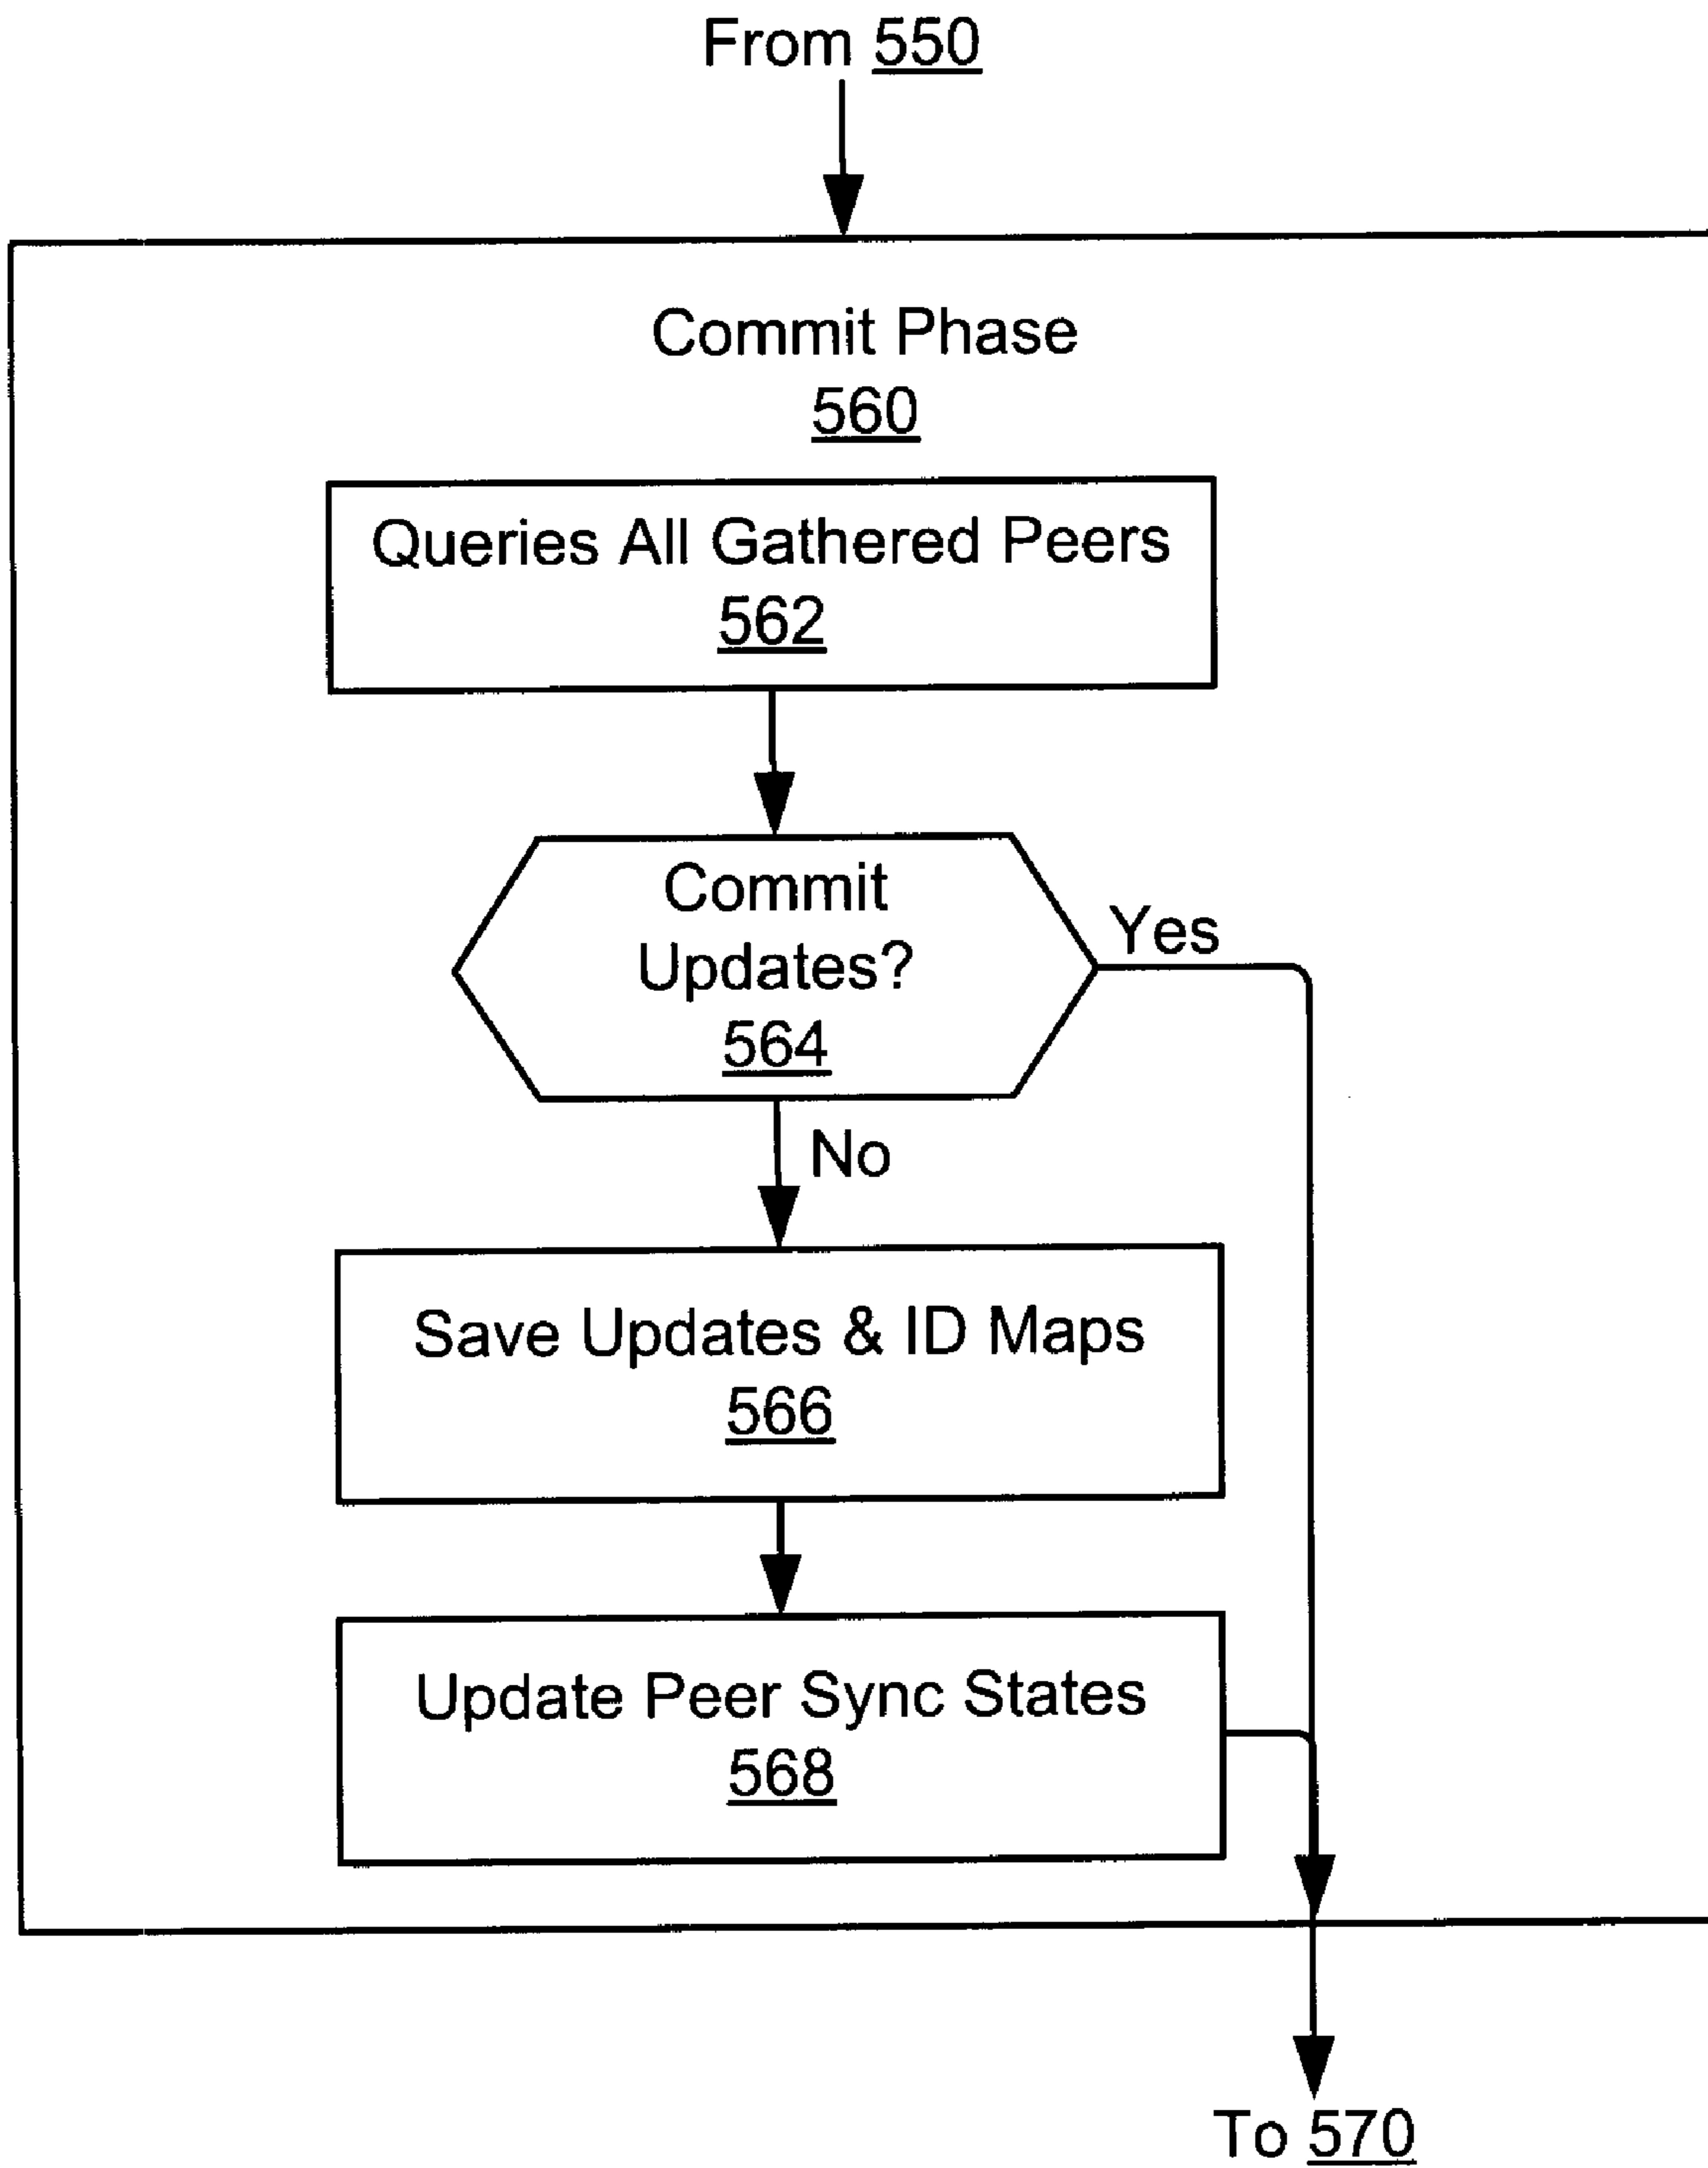 From 550
Commit Phase
560
Queries All Gathered Peers
562
Commit
Updates?
564
Yes
No
Save Updates & ID Maps
566
Update Peer Sync States
568
To 570